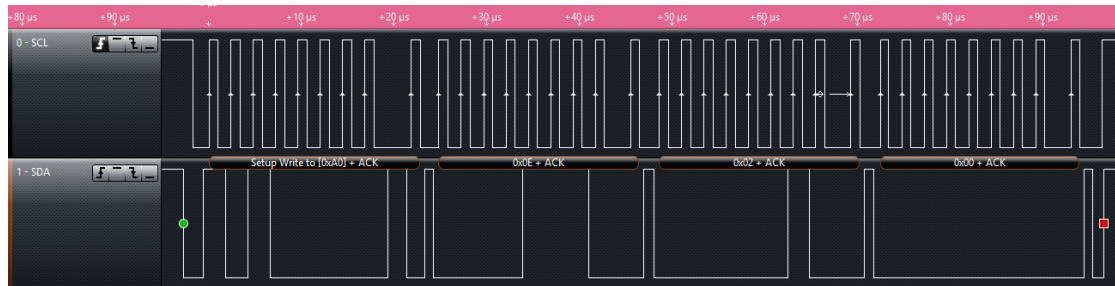 +80 µs +90 µs +10 µs +20 µs +30 µs +40 µs +50 µs +60 µs +70 µs +80 µs +90 µs
0 - SCL
Setup Write to [0xA0] + ACK 0x0E + ACK 0x02 + ACK 0x00 + ACK
1 - SDA